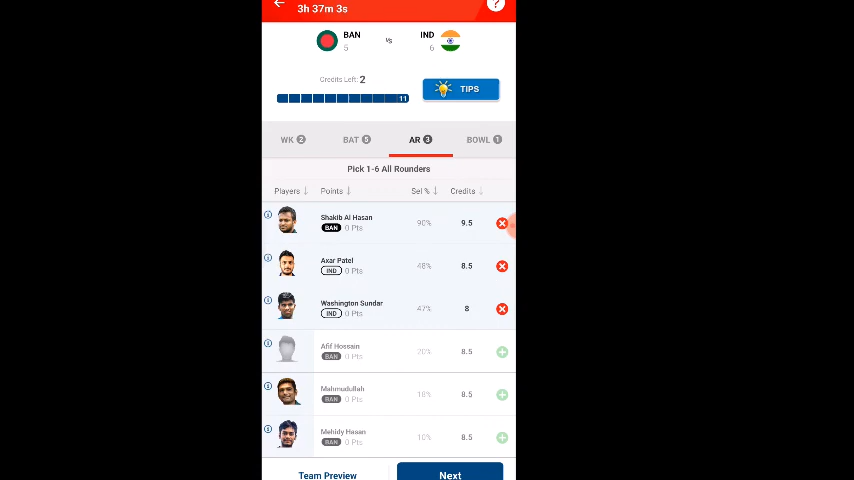 3h 37m 3s
?
BAN
vs
IND
5
6
Credits Left: 2
11
TIPS
WK 2
BAT 5
AR 3
BOWL 1
Pick 1-6 All Rounders
Players
Points
Sel %
Credits
Shakib Al Hasan
BAN 0 Pts
90%
9.5
Axar Patel
IND 0 Pts
48%
8.5
Washington Sundar
IND 0 Pts
47%
8
Afif Hossain
BAN 0 Pts
20%
8.5
Mahmudullah
BAN 0 Pts
18%
8.5
Mehidy Hasan
BAN 0 Pts
10%
8.5
Team Preview
Next